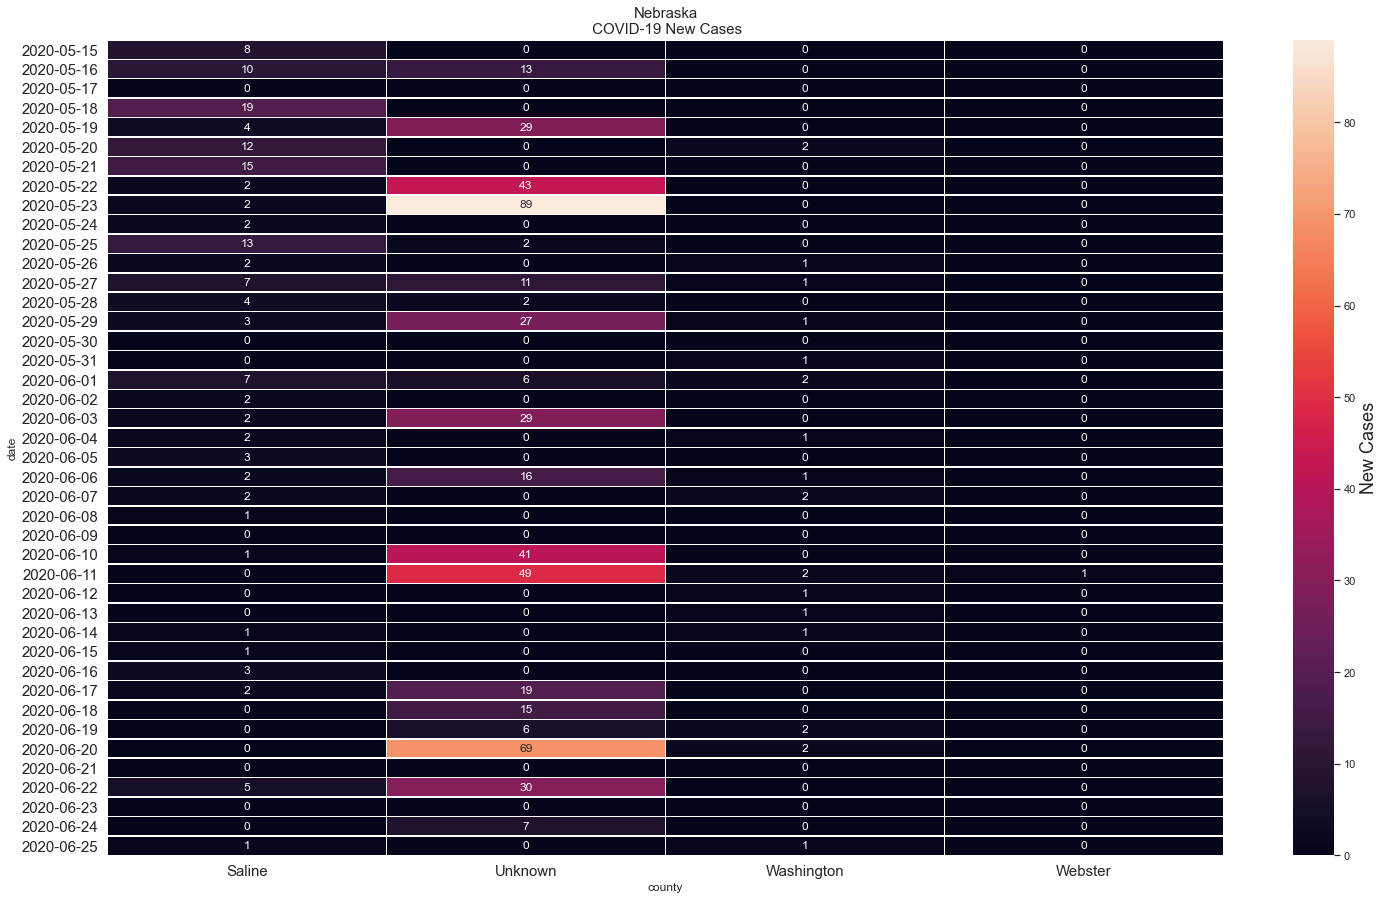 Nebraska
COVID-19 New Cases
2020-05-15 8 0 0 0
2020-05-16 10 13 0 0
2020-05-17 0 0 0 0
2020-05-18 19 0 0 0
2020-05-19 4 29 0 0
2020-05-20 12 0 2 0
2020-05-21 15 0 0 0
2020-05-22 2 43 0 0
2020-05-23 2 89 0 0
2020-05-24 2 0 0 0
2020-05-25 13 2 0 0
2020-05-26 2 0 1 0
2020-05-27 7 11 1 0
2020-05-28 4 2 0 0
2020-05-29 3 27 1 0
2020-05-30 0 0 0 0
2020-05-31 0 0 1 0
2020-06-01 7 6 2 0
2020-06-02 2 0 0 0
2020-06-03 2 29 0 0
2020-06-04 2 0 1 0
2020-06-05 3 0 0 0
2020-06-06 2 16 1 0
2020-06-07 2 0 2 0
2020-06-08 1 0 0 0
2020-06-09 0 0 0 0
2020-06-10 1 41 0 0
2020-06-11 0 49 2 1
2020-06-12 0 0 1 0
2020-06-13 0 0 1 0
2020-06-14 1 0 1 0
2020-06-15 1 0 0 0
2020-06-16 3 0 0 0
2020-06-17 2 19 0 0
2020-06-18 0 15 0 0
2020-06-19 0 6 2 0
2020-06-20 0 69 2 0
2020-06-21 0 0 0 0
2020-06-22 5 30 0 0
2020-06-23 0 0 0 0
2020-06-24 0 7 0 0
2020-06-25 1 0 1 0
Saline Unknown Washington Webster
county
date
80
70
60
50
40
30
20
10
0
New Cases